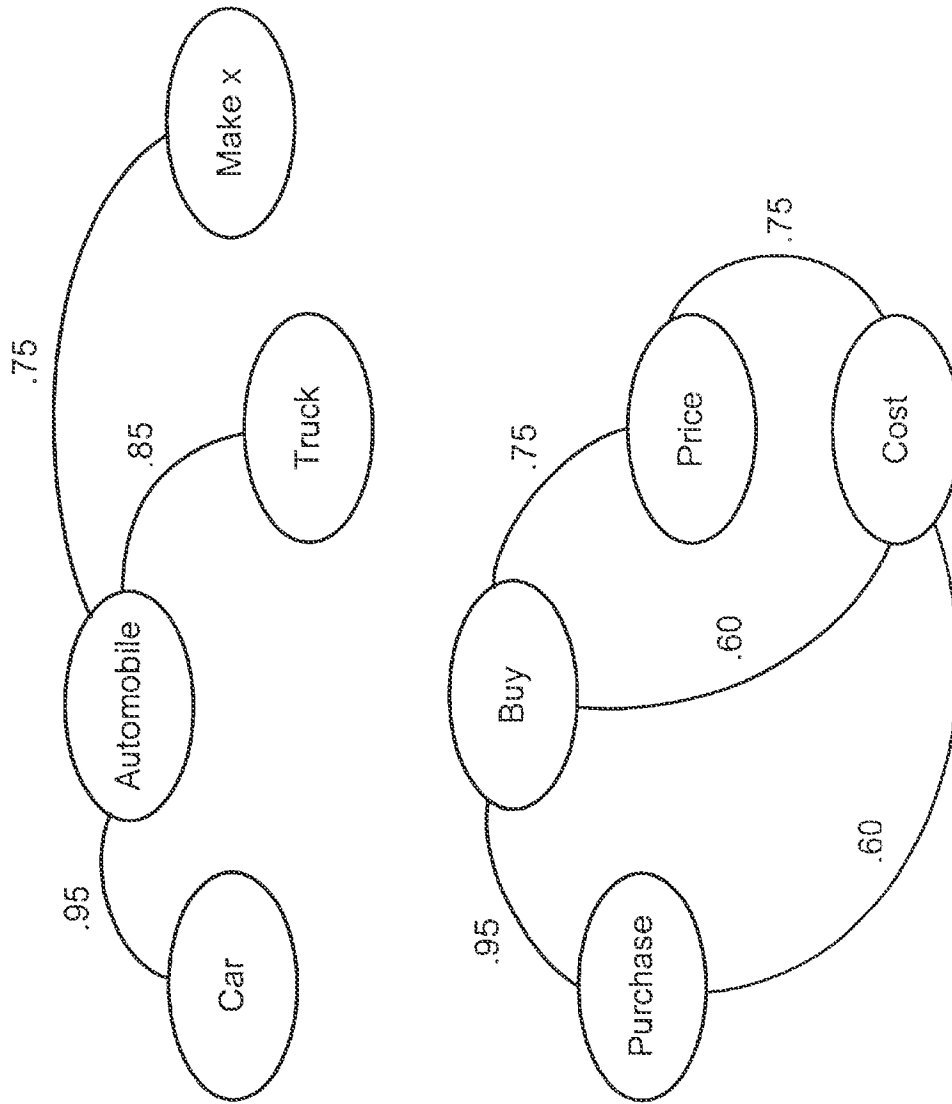 .75
.95
.85
Car
Automobile
Truck
Make x
.95
.75
.75
Purchase
Buy
Price
.60
.60
Cost